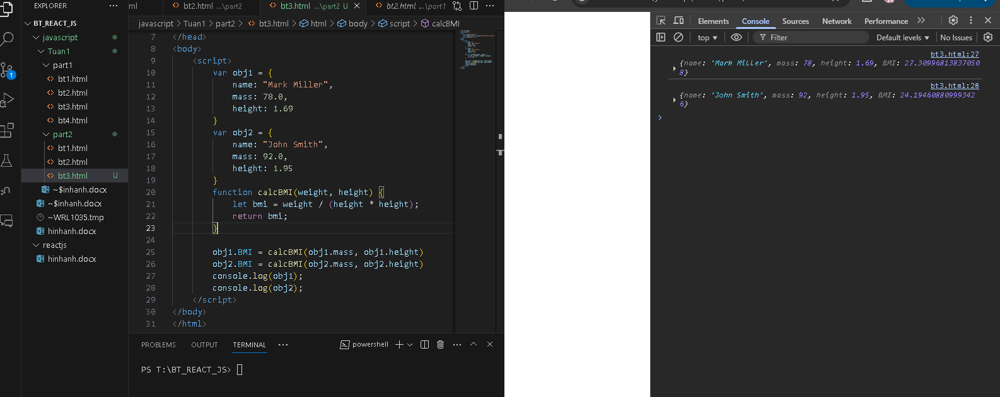 EXPLORER ...
BT_REACT_JS
javascript
Tuan1
part1
bt1.html
bt2.html
bt3.html
bt4.html
part2
bt1.html
bt2.html
bt3.html U
~$inhanh.docx
~$inhanh.docx
~WRL1035.tmp
hinhanh.docx
reactjs
hinhanh.docx
1
ml
bt2.html ...\part2
bt3.html ...\part2 U
bt2.html ...\part1
javascript > Tuan1 > part2 > bt3.html > html > body > script > calcBMI
7 </head>
8 <body>
9 <script>
10 var obj1 = {
11 name: "Mark Miller",
12 mass: 78.0,
13 height: 1.69
14 }
15 var obj2 = {
16 name: "John Smith",
17 mass: 92.0,
18 height: 1.95
19 }
20 function calcBMI(weight, height) {
21 let bmi = weight / (height * height);
22 return bmi;
23 }
24
25 obj1.BMI = calcBMI(obj1.mass, obj1.height)
26 obj2.BMI = calcBMI(obj2.mass, obj2.height)
27 console.log(obj1);
28 console.log(obj2);
29 </script>
30 </body>
31 </html>
PROBLEMS OUTPUT TERMINAL ... powershell
PS T:\BT_REACT_JS>
Elements Console Sources Network Performance
top Filter Default levels No Issues
bt3.html:27
{name: 'Mark Miller', mass: 78, height: 1.69, BMI: 27.30996813837050
8}
bt3.html:28
{name: 'John Smith', mass: 92, height: 1.95, BMI: 24.19460880999342
6}